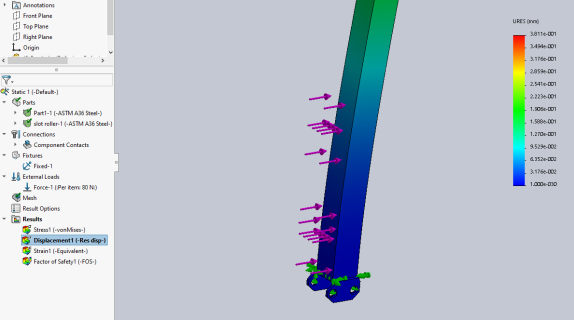 Annotations
Front Plane
Top Plane
Right Plane
Origin
Static 1 (-Default-)
Parts
Part1-1 (-ASTM A36 Steel-)
slot roller-1 (-ASTM A36 Steel-)
Connections
Component Contacts
Fixtures
Fixed-1
External Loads
Force-1 (:Per item: 80 N:)
Mesh
Result Options
Results
Stress1 (-vonMises-)
Displacement1 (-Res disp-)
Strain1 (-Equivalent-)
Factor of Safety1 (-FOS-)
URES (mm)
3.811e-001
3.494e-001
3.176e-001
2.859e-001
2.541e-001
2.223e-001
1.906e-001
1.588e-001
1.270e-001
9.529e-002
6.352e-002
3.176e-002
1.000e-030